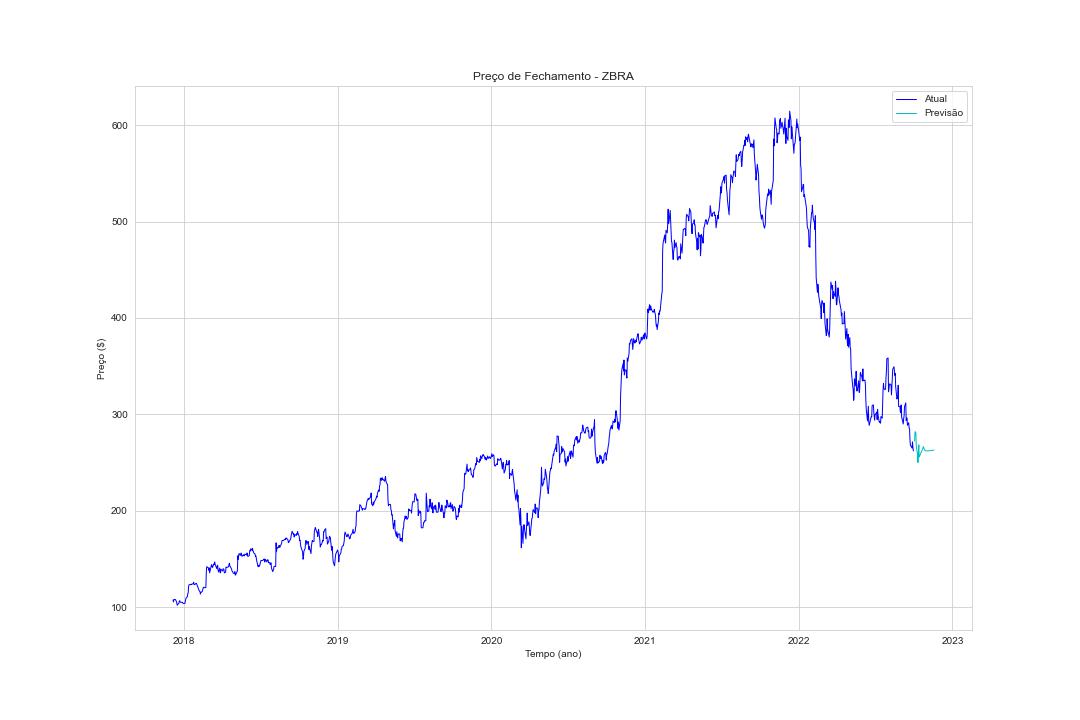 Preço de Fechamento - ZBRA
Atual
Previsão
600
500
400
300
200
100
Preço ($)
2018 2019 2020 2021 2022 2023
Tempo (ano)